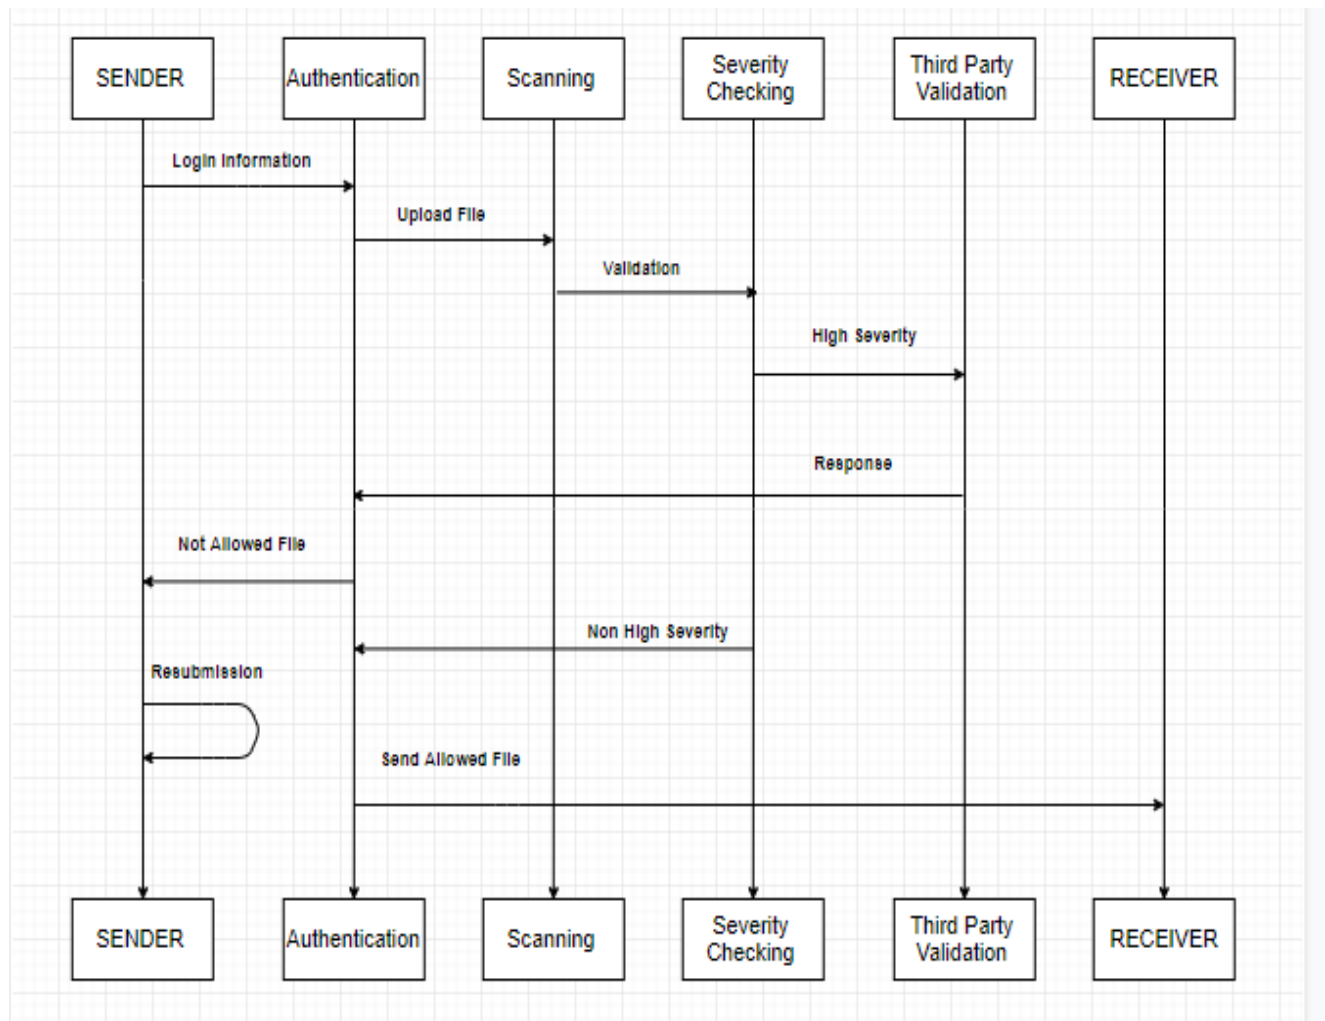 SENDER
Authentication
Scanning
Severity
Checking
Third Party
Validation
RECEIVER
Login Information
Upload File
Validation
High Severity
Response
Not Allowed File
Non High Severity
Resubmission
Send Allowed File
SENDER
Authentication
Scanning
Severity
Checking
Third Party
Validation
RECEIVER